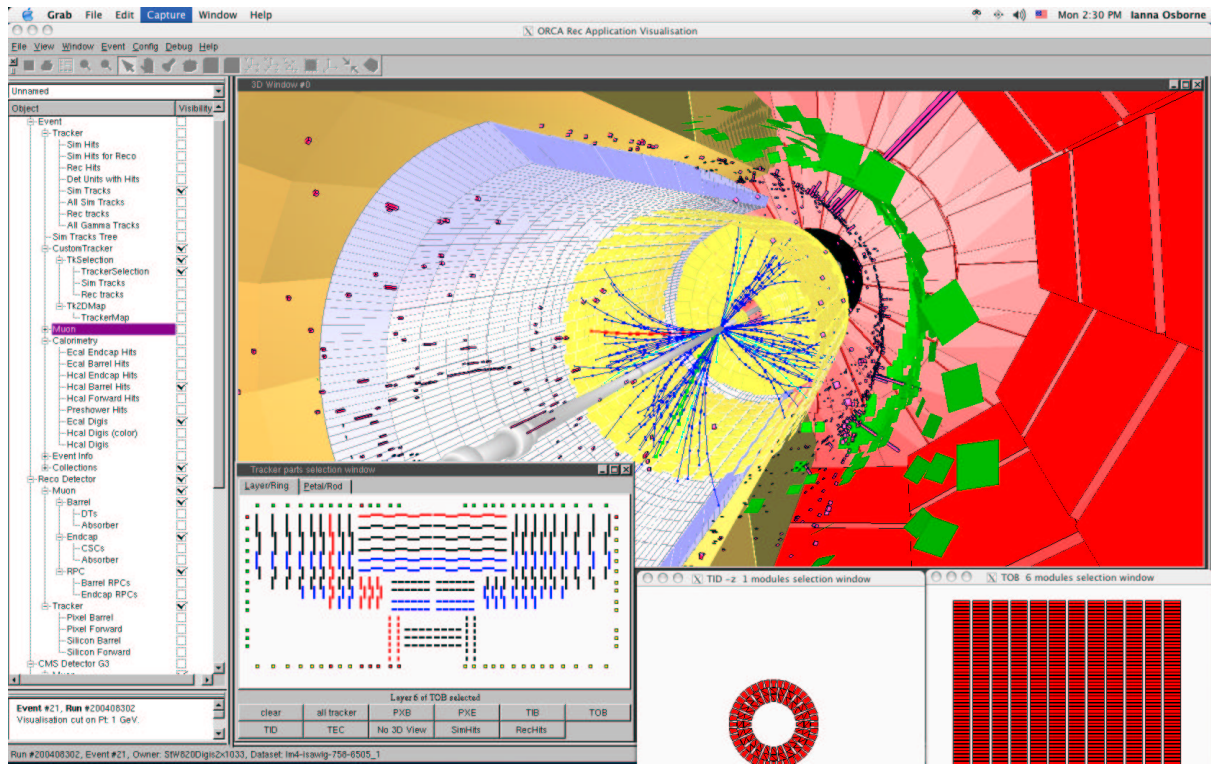 Grab File Edit Capture Window Help Mon 2:30 PM Ianna Osborne
ORCA Rec Application Visualisation
File View Window Event Config Debug Help
Unnamed
Object Visibility
Event
Tracker
Sim Hits
Sim Hits for Reco
Rec Hits
Det Units with Hits
Sim Tracks
All Sim Tracks
Rec tracks
All Gamma Tracks
Sim Tracks Tree
CustomTracker
TkSelection
TrackerSelection
Sim Tracks
Rec tracks
Tk2DMap
TrackerMap
Muon
Calorimetry
Ecal Endcap Hits
Ecal Barrel Hits
Hcal Endcap Hits
Hcal Barrel Hits
Hcal Forward Hits
Preshower Hits
Ecal Digis
Hcal Digis (color)
Hcal Digis
Event Info
Collections
Reco Detector
Muon
Barrel
DTs
Absorber
Endcap
CSCs
Absorber
RPC
Barrel RPCs
Endcap RPCs
Tracker
Pixel Barrel
Pixel Forward
Silicon Barrel
Silicon Forward
CMS Detector G3
Event #21, Run #200408302
Visualisation cut on Pt: 1 GeV.
Run #200408302, Event #21, Owner: StW820Digis2x1033, Dataset: lm4-isawig-758-6505_1
3D Window #0
Tracker parts selection window
Layer/Ring Petal/Rod
Layer 6 of TOB selected
clear all tracker PXB PXE TIB TOB
TID TEC No 3D View SimHits RecHits
TID -z 1 modules selection window
TOB 6 modules selection window